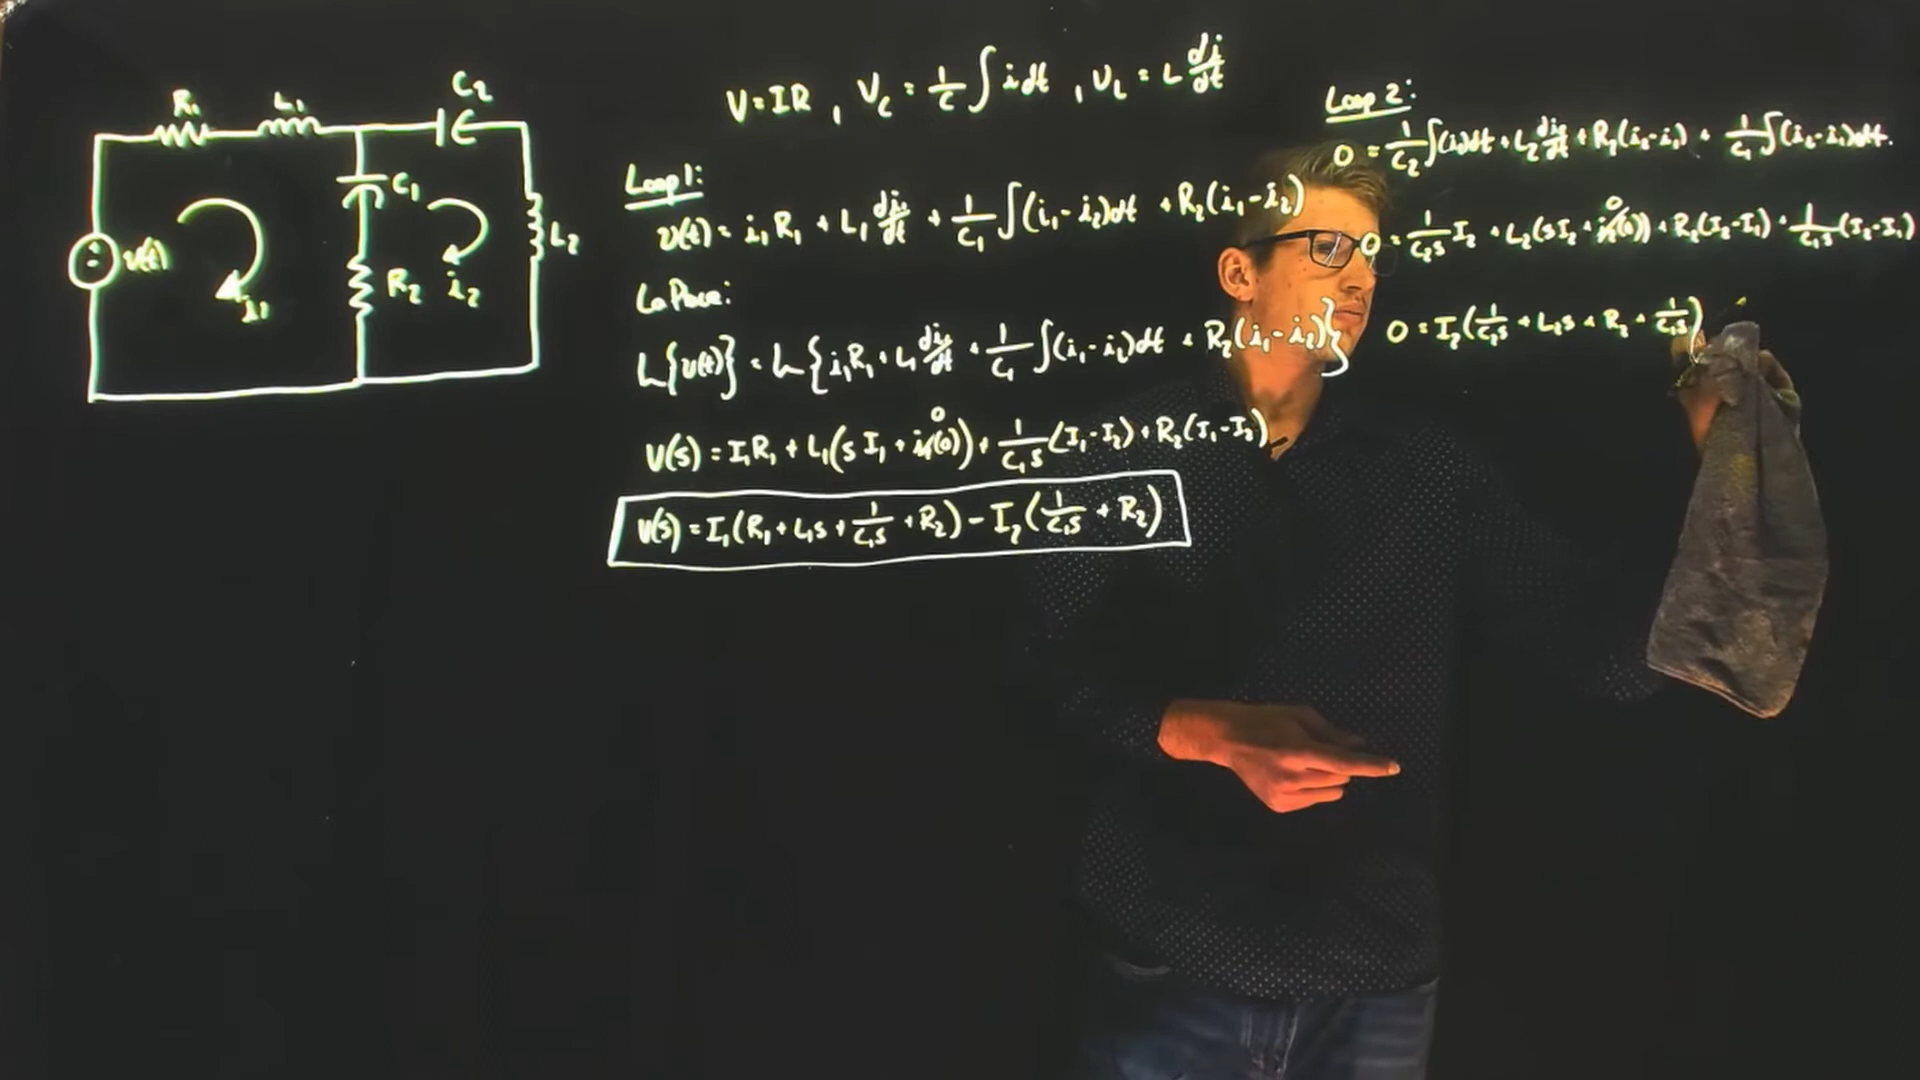 R₁ L₁ C₂
C₁
v(t) i₁ R₂ i₂ L₂
V=IR , V_C = 1/C ∫ i dt , V_L = L di/dt
Loop 1:
v(t) = i₁R₁ + L₁ di₁/dt + 1/C₁ ∫(i₁-i₂)dt + R₂(i₁-i₂)
LaPlace:
L{v(t)} = L{i₁R₁ + L₁ di₁/dt + 1/C₁ ∫(i₁-i₂)dt + R₂(i₁-i₂)}
V(s) = I₁R₁ + L₁(sI₁ + i₁(0)) + 1/C₁s (I₁-I₂) + R₂(I₁-I₂)
0
V(s) = I₁(R₁ + L₁s + 1/C₁s + R₂) - I₂(1/C₁s + R₂)
Loop 2:
0 = 1/C₂ ∫(i₂)dt + L₂ di₂/dt + R₂(i₂-i₁) + 1/C₁ ∫(i₂-i₁)dt.
0 = 1/C₂s I₂ + L₂(sI₂ + i₂(0)) + R₂(I₂-I₁) + 1/C₁s (I₂-I₁)
0
0 = I₂(1/C₂s + L₂s + R₂ + 1/C₁s)